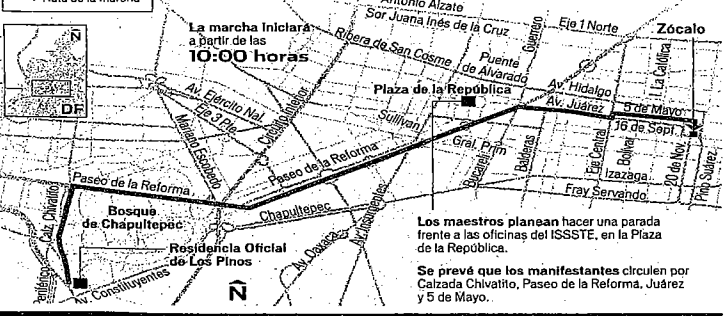 Ruta de la marcha
N
DF
La marcha iniciará
a partir de las
10:00 horas
Antonio Alzate
Sor Juana Inés de la Cruz
Ribera de San Cosme
Guerrero
Eje 1 Norte
Zócalo
Puente
de Alvarado
Plaza de la República
Av. Hidalgo
Av. Juárez
La Católica
5 de Mayo
16 de Sept.
Av. Ejército Nal.
Eje 3 Pte.
Mariano Escobedo
Circuito Interior
Sullivan
Gral. Prim
Bucareli
Balderas
Eje Central
Bolívar
Izazaga
20 de Nov.
Pino Suárez
Fray Servando
Paseo de la Reforma
Paseo de la Reforma
Calz. Chivatito
Bosque
de Chapultepec
Chapultepec
Av. Insurgentes
Av. Oaxaca
Residencia Oficial
de Los Pinos
Periférico
Av. Constituyentes
N
Los maestros planean hacer una parada
frente a las oficinas del ISSSTE, en la Plaza
de la República.
Se prevé que los manifestantes circulen por
Calzada Chivatito, Paseo de la Reforma, Juárez
y 5 de Mayo.